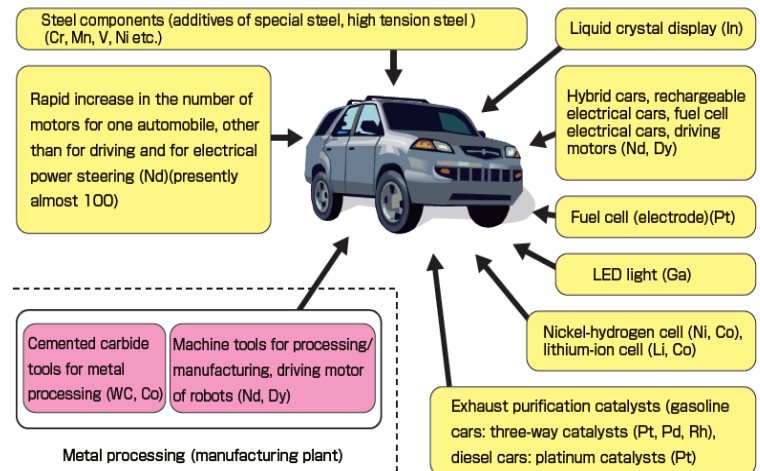 Steel components (additives of special steel, high tension steel )
(Cr, Mn, V, Ni etc.)
Liquid crystal display (In)
Rapid increase in the number of
motors for one automobile, other
than for driving and for electrical
power steering (Nd)(presently
almost 100)
Hybrid cars, rechargeable
electrical cars, fuel cell
electrical cars, driving
motors (Nd, Dy)
Fuel cell (electrode)(Pt)
LED light (Ga)
Nickel-hydrogen cell (Ni, Co),
lithium-ion cell (Li, Co)
Cemented carbide
tools for metal
processing (WC, Co)
Machine tools for processing/
manufacturing, driving motor
of robots (Nd, Dy)
Exhaust purification catalysts (gasoline
cars: three-way catalysts (Pt, Pd, Rh),
diesel cars: platinum catalysts (Pt)
Metal processing (manufacturing plant)